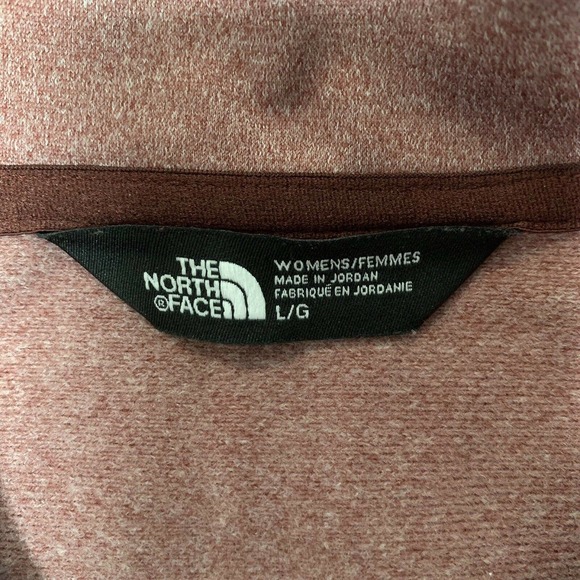 THE
NORTH
®FACE
WOMENS/FEMMES
MADE IN JORDAN
FABRIQUÉ EN JORDANIE
L/G